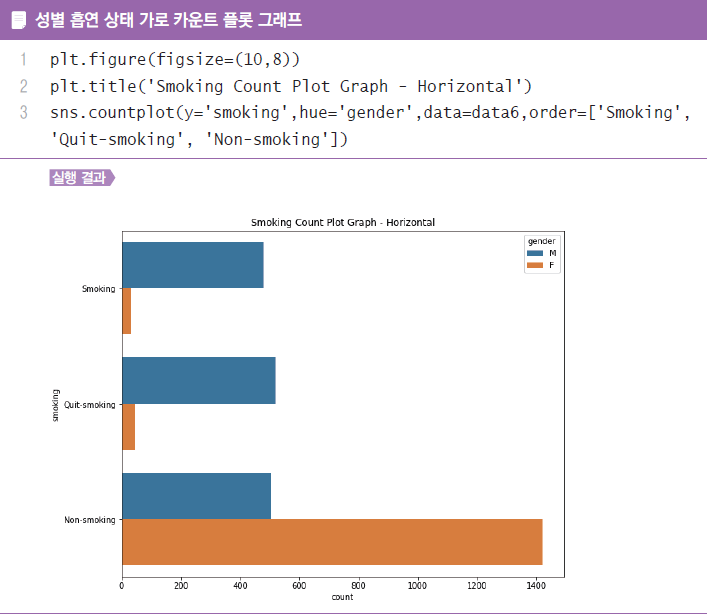 성별 흡연 상태 가로 카운트 플롯 그래프
1 plt.figure(figsize=(10,8))
2 plt.title('Smoking Count Plot Graph - Horizontal')
3 sns.countplot(y='smoking',hue='gender',data=data6,order=['Smoking',
'Quit-smoking', 'Non-smoking'])
실행 결과
Smoking Count Plot Graph - Horizontal
gender
M
F
Smoking
Quit-smoking
smoking
Non-smoking
0 200 400 600 800 1000 1200 1400
count